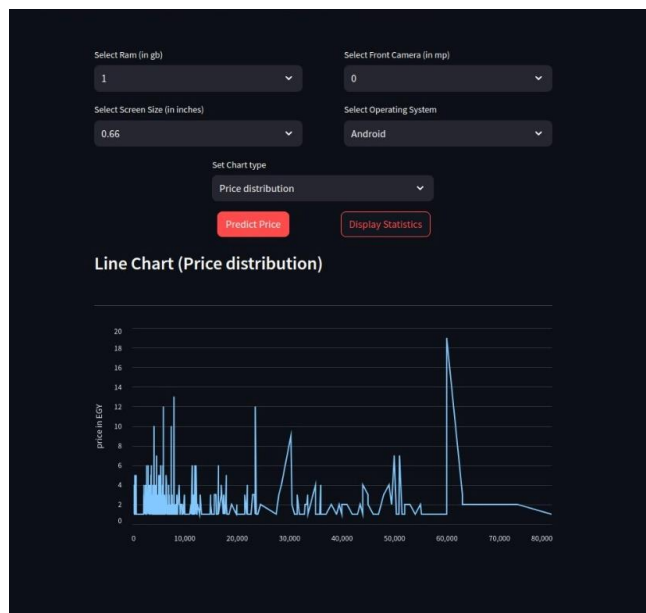 Select Ram (in gb)
Select Front Camera (in mp)
1
0
Select Screen Size (in inches)
Select Operating System
0.66
Android
Set Chart type
Price distribution
Predict Price
Display Statistics
Line Chart (Price distribution)
20
18
16
14
12
10
8
6
4
2
0
price in EGY
0
10,000
20,000
30,000
40,000
50,000
60,000
70,000
80,000